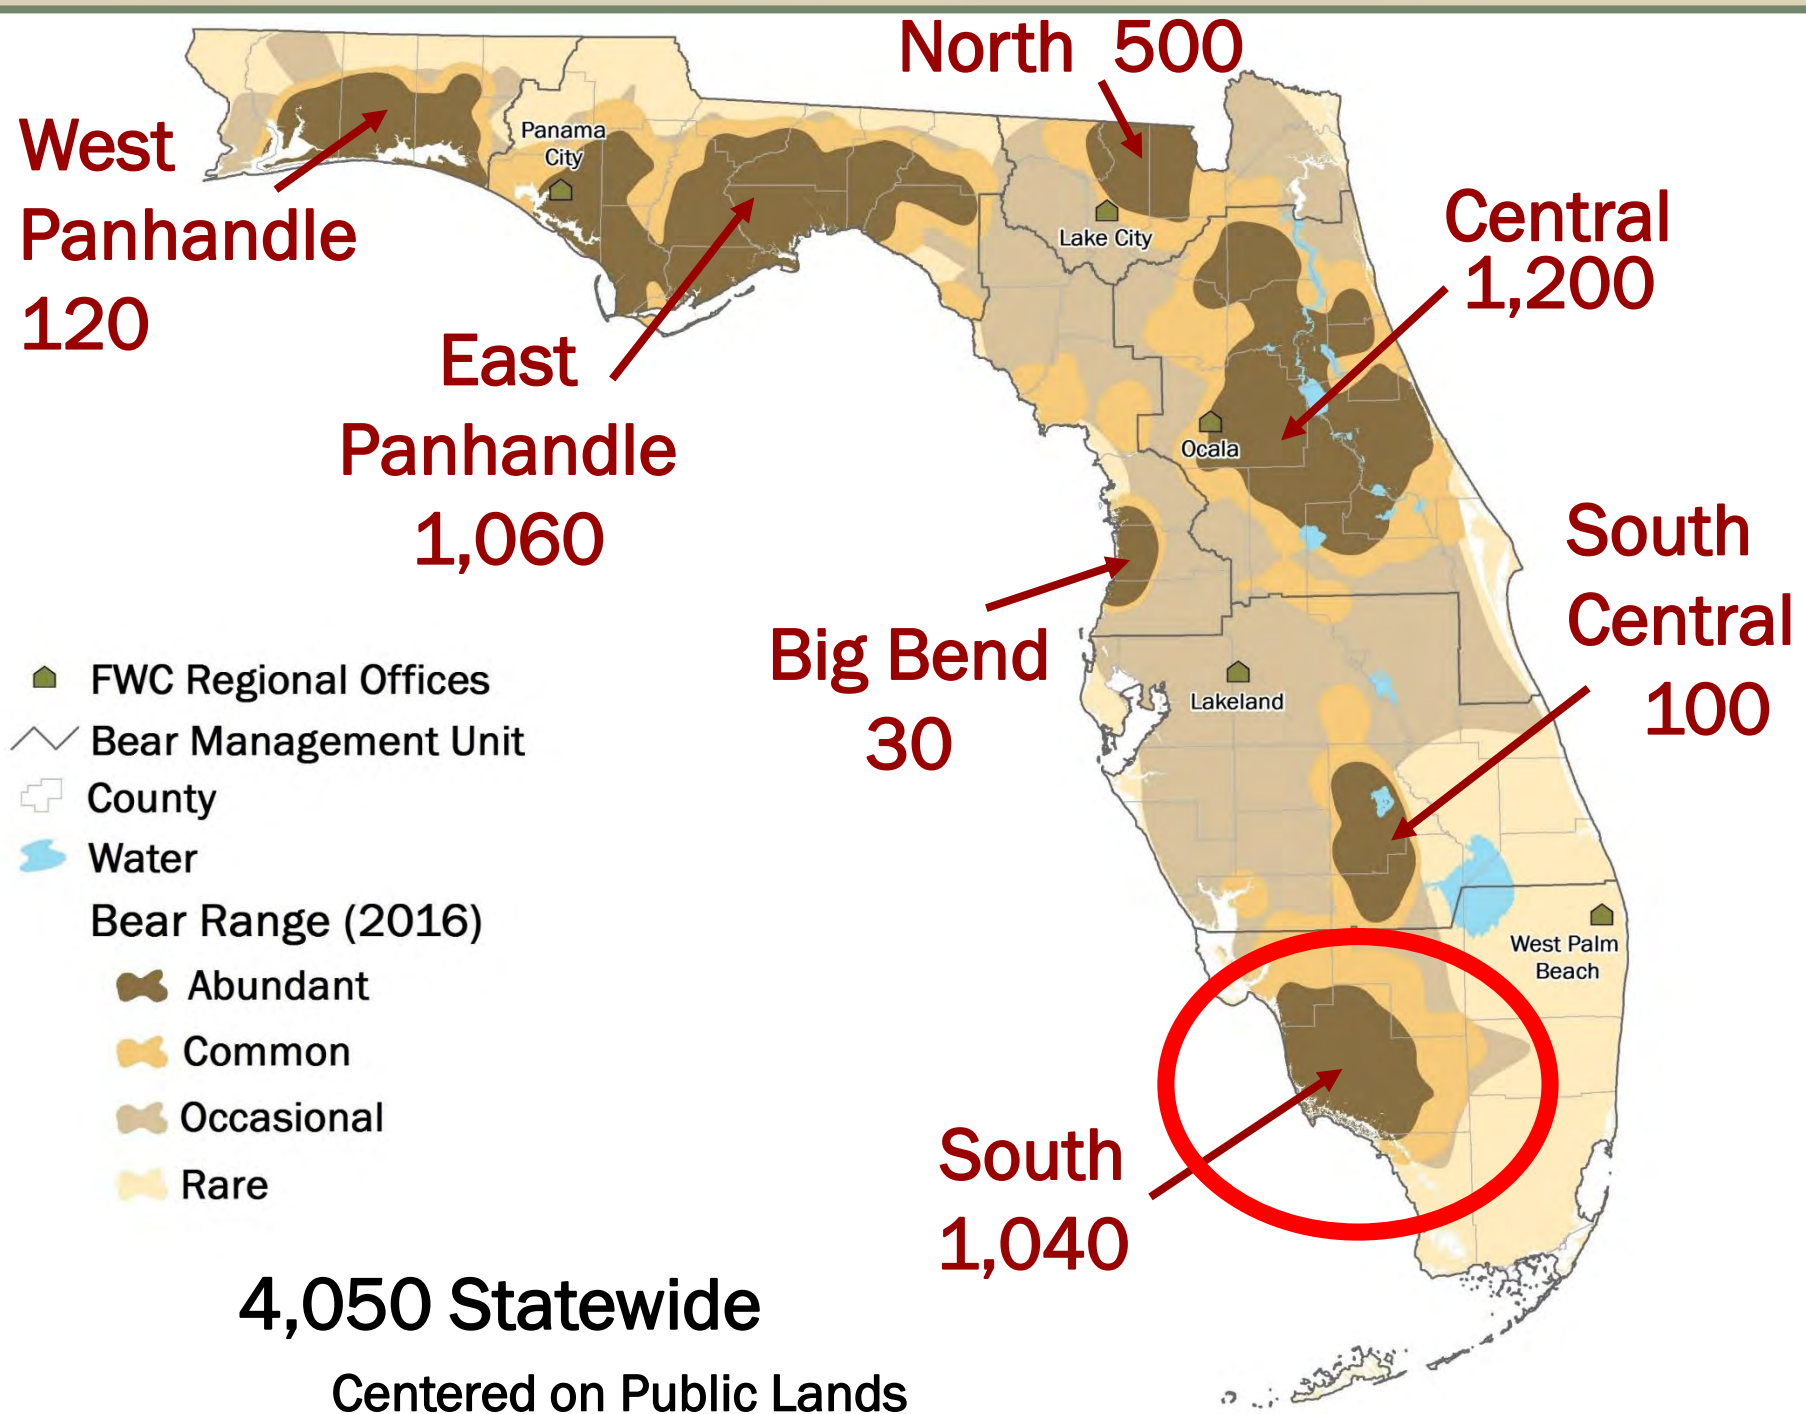 North 500
West
Panhandle
120
Panama
City
Lake City
Central
1,200
East
Panhandle
1,060
Ocala
South
Central
100
Big Bend
30
Lakeland
FWC Regional Offices
Bear Management Unit
County
Water
Bear Range (2016)
Abundant
Common
Occasional
Rare
West Palm
Beach
South
1,040
4,050 Statewide
Centered on Public Lands